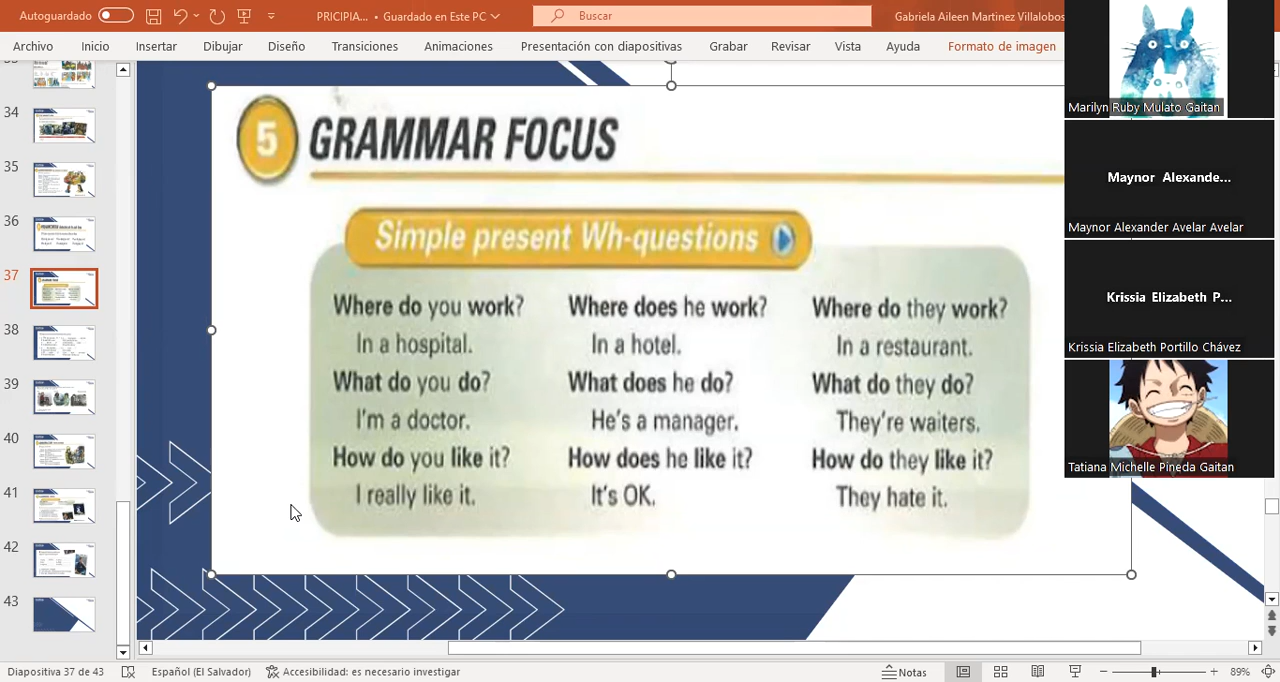 Autoguardado
PRICIPIA... • Guardado en Este PC
Buscar
Gabriela Aileen Martinez Villalobos
Archivo Inicio Insertar Dibujar Diseño Transiciones Animaciones Presentación con diapositivas Grabar Revisar Vista Ayuda Formato de imagen
34
35
36
37
38
39
40
41
42
43
5 GRAMMAR FOCUS
Simple present Wh-questions
Where do you work? Where does he work? Where do they work?
In a hospital. In a hotel. In a restaurant.
What do you do? What does he do? What do they do?
I'm a doctor. He's a manager. They're waiters.
How do you like it? How does he like it? How do they like it?
I really like it. It's OK. They hate it.
Marilyn Ruby Mulato Gaitan
Maynor Alexande...
Maynor Alexander Avelar Avelar
Krissia Elizabeth P...
Krissia Elizabeth Portillo Chávez
Tatiana Michelle Pineda Gaitan
Diapositiva 37 de 43 Español (El Salvador) Accesibilidad: es necesario investigar Notas 89%